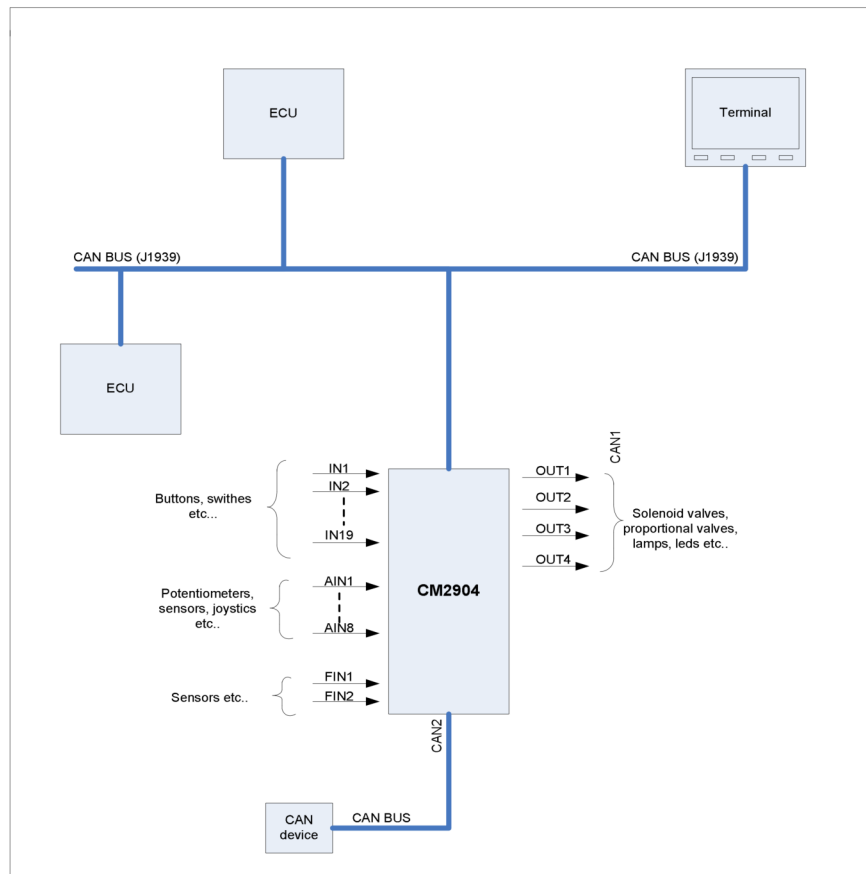 ECU
Terminal
CAN BUS (J1939)
CAN BUS (J1939)
ECU
CAN1
IN1
IN2
IN19
Buttons, swithes
etc...
OUT1
OUT2
OUT3
OUT4
Solenoid valves,
proportional valves,
lamps, leds etc..
AIN1
AIN8
Potentiometers,
sensors, joystics
etc..
CM2904
FIN1
FIN2
Sensors etc..
CAN2
CAN
device
CAN BUS